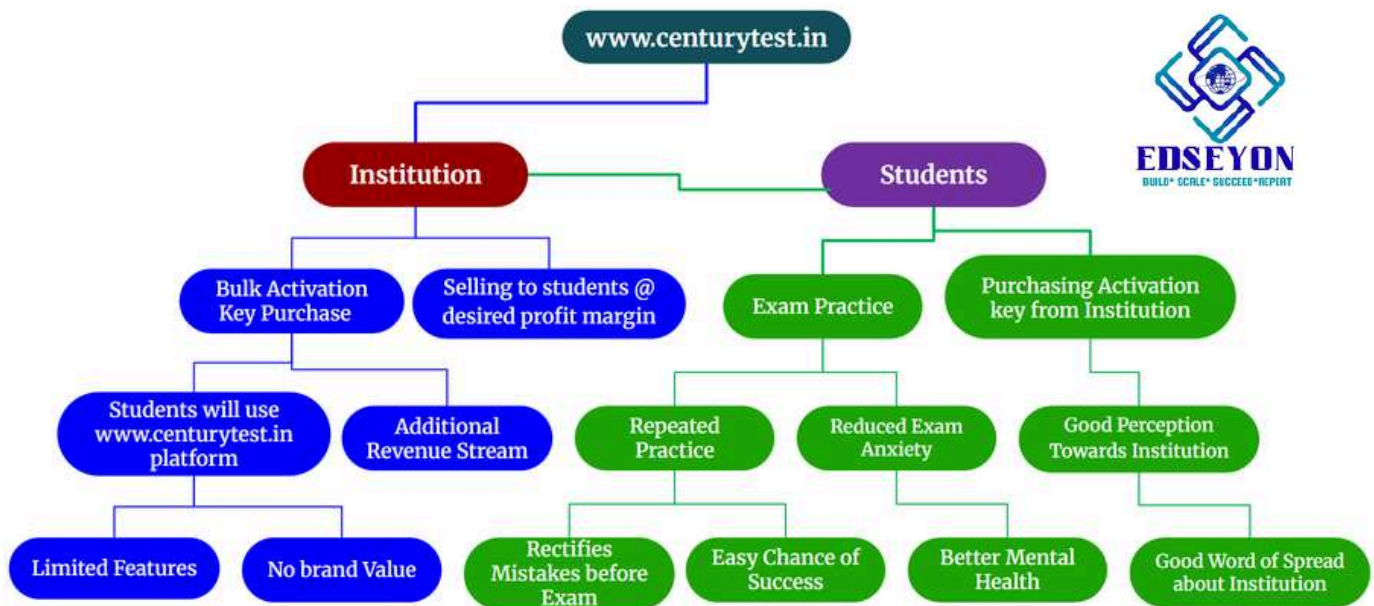 www.centurytest.in
EDSEYON
BUILD* SCALE* SUCCEED*REPEAT
Institution
Students
Bulk Activation
Key Purchase
Selling to students @
desired profit margin
Exam Practice
Purchasing Activation
key from Institution
Students will use
www.centurytest.in
platform
Additional
Revenue Stream
Repeated
Practice
Reduced Exam
Anxiety
Good Perception
Towards Institution
Limited Features
No brand Value
Rectifies
Mistakes before
Exam
Easy Chance of
Success
Better Mental
Health
Good Word of Spread
about Institution